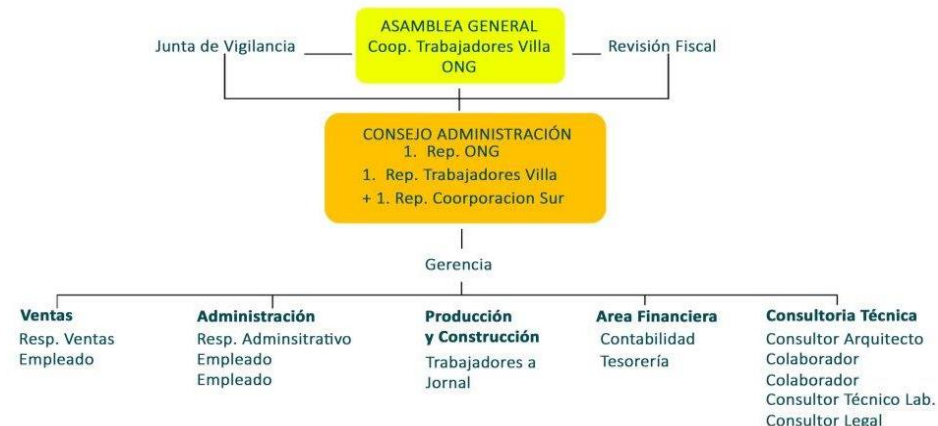 ASAMBLEA GENERAL
Junta de Vigilancia
Coop. Trabajadores Villa
Revisión Fiscal
ONG
CONSEJO ADMINISTRACIÓN
1. Rep. ONG
1. Rep. Trabajadores Villa
+ 1. Rep. Coorporacion Sur
Gerencia
Ventas
Resp. Ventas
Empleado
Administración
Resp. Adminsitrativo
Empleado
Empleado
Producción
y Construcción
Trabajadores a
Jornal
Area Financiera
Contabilidad
Tesorería
Consultoria Técnica
Consultor Arquitecto
Colaborador
Colaborador
Consultor Técnico Lab.
Consultor Legal